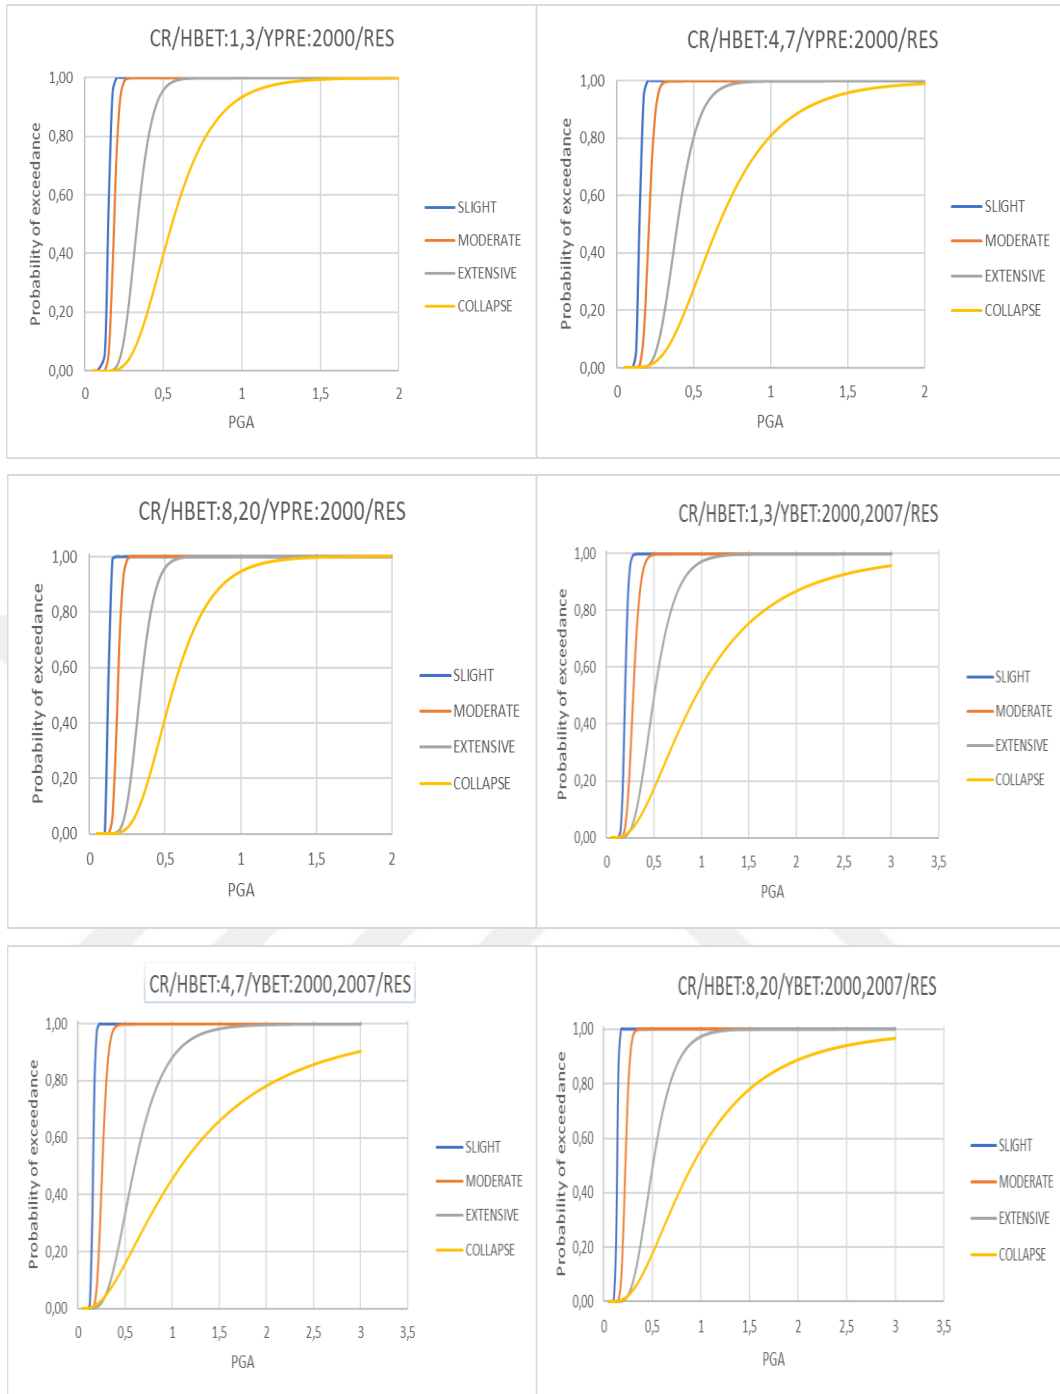 CR/HBET:1,3/YPRE:2000/RES
1,00
0,80
0,60
0,40
0,20
0,00
0 0,5 1 1,5 2
Probability of exceedance
PGA
SLIGHT
MODERATE
EXTENSIVE
COLLAPSE
CR/HBET:4,7/YPRE:2000/RES
1,00
0,80
0,60
0,40
0,20
0,00
0 0,5 1 1,5 2
Probability of exceedance
PGA
SLIGHT
MODERATE
EXTENSIVE
COLLAPSE
CR/HBET:8,20/YPRE:2000/RES
1,00
0,80
0,60
0,40
0,20
0,00
0 0,5 1 1,5 2
Probability of exceedance
PGA
SLIGHT
MODERATE
EXTENSIVE
COLLAPSE
CR/HBET:1,3/YBET:2000,2007/RES
1,00
0,80
0,60
0,40
0,20
0,00
0 0,5 1 1,5 2 2,5 3 3,5
Probability of exceedance
PGA
SLIGHT
MODERATE
EXTENSIVE
COLLAPSE
CR/HBET:4,7/YBET:2000,2007/RES
1,00
0,80
0,60
0,40
0,20
0,00
0 0,5 1 1,5 2 2,5 3 3,5
Probability of exceedance
PGA
SLIGHT
MODERATE
EXTENSIVE
COLLAPSE
CR/HBET:8,20/YBET:2000,2007/RES
1,00
0,80
0,60
0,40
0,20
0,00
0 0,5 1 1,5 2 2,5 3 3,5
Probability of exceedance
PGA
SLIGHT
MODERATE
EXTENSIVE
COLLAPSE